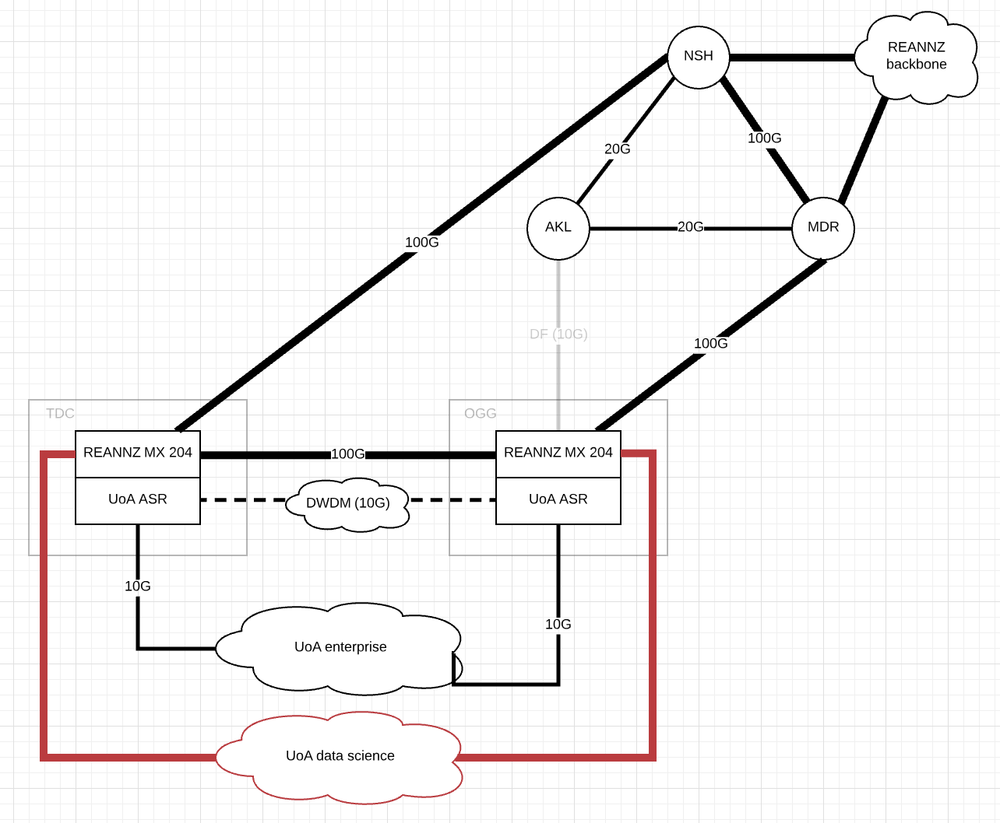 NSH
REANNZ
backbone
100G
20G
AKL
20G
MDR
100G
DF (10G)
100G
TDC
OGG
REANNZ MX 204
100G
REANNZ MX 204
UoA ASR
DWDM (10G)
UoA ASR
10G
10G
UoA enterprise
UoA data science